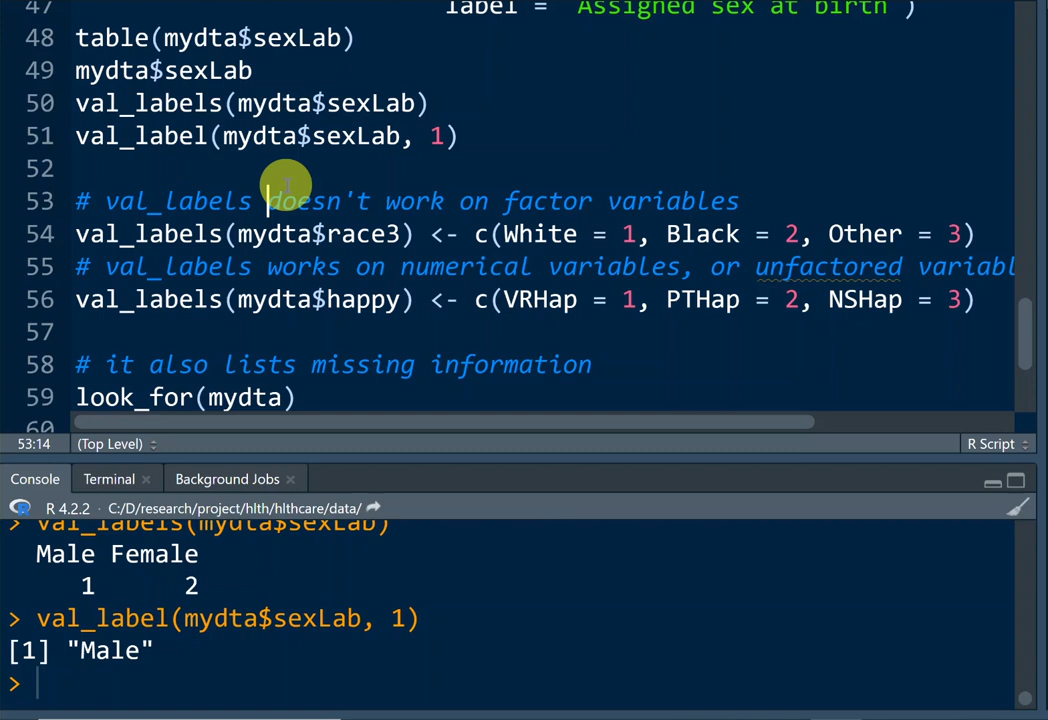 47 label = "Assigned sex at birth")
48 table(mydta$sexLab)
49 mydta$sexLab
50 val_labels(mydta$sexLab)
51 val_label(mydta$sexLab, 1)
52
53 # val_labels doesn't work on factor variables
54 val_labels(mydta$race3) <- c(White = 1, Black = 2, Other = 3)
55 # val_labels works on numerical variables, or unfactored variabl
56 val_labels(mydta$happy) <- c(VRHap = 1, PTHap = 2, NSHap = 3)
57
58 # it also lists missing information
59 look_for(mydta)
60
53:14 (Top Level) R Script
Console Terminal Background Jobs
R 4.2.2 · C:/D/research/project/hlth/hlthcare/data/
> val_labels(mydta$sexLab)
Male Female
1 2
> val_label(mydta$sexLab, 1)
[1] "Male"
>